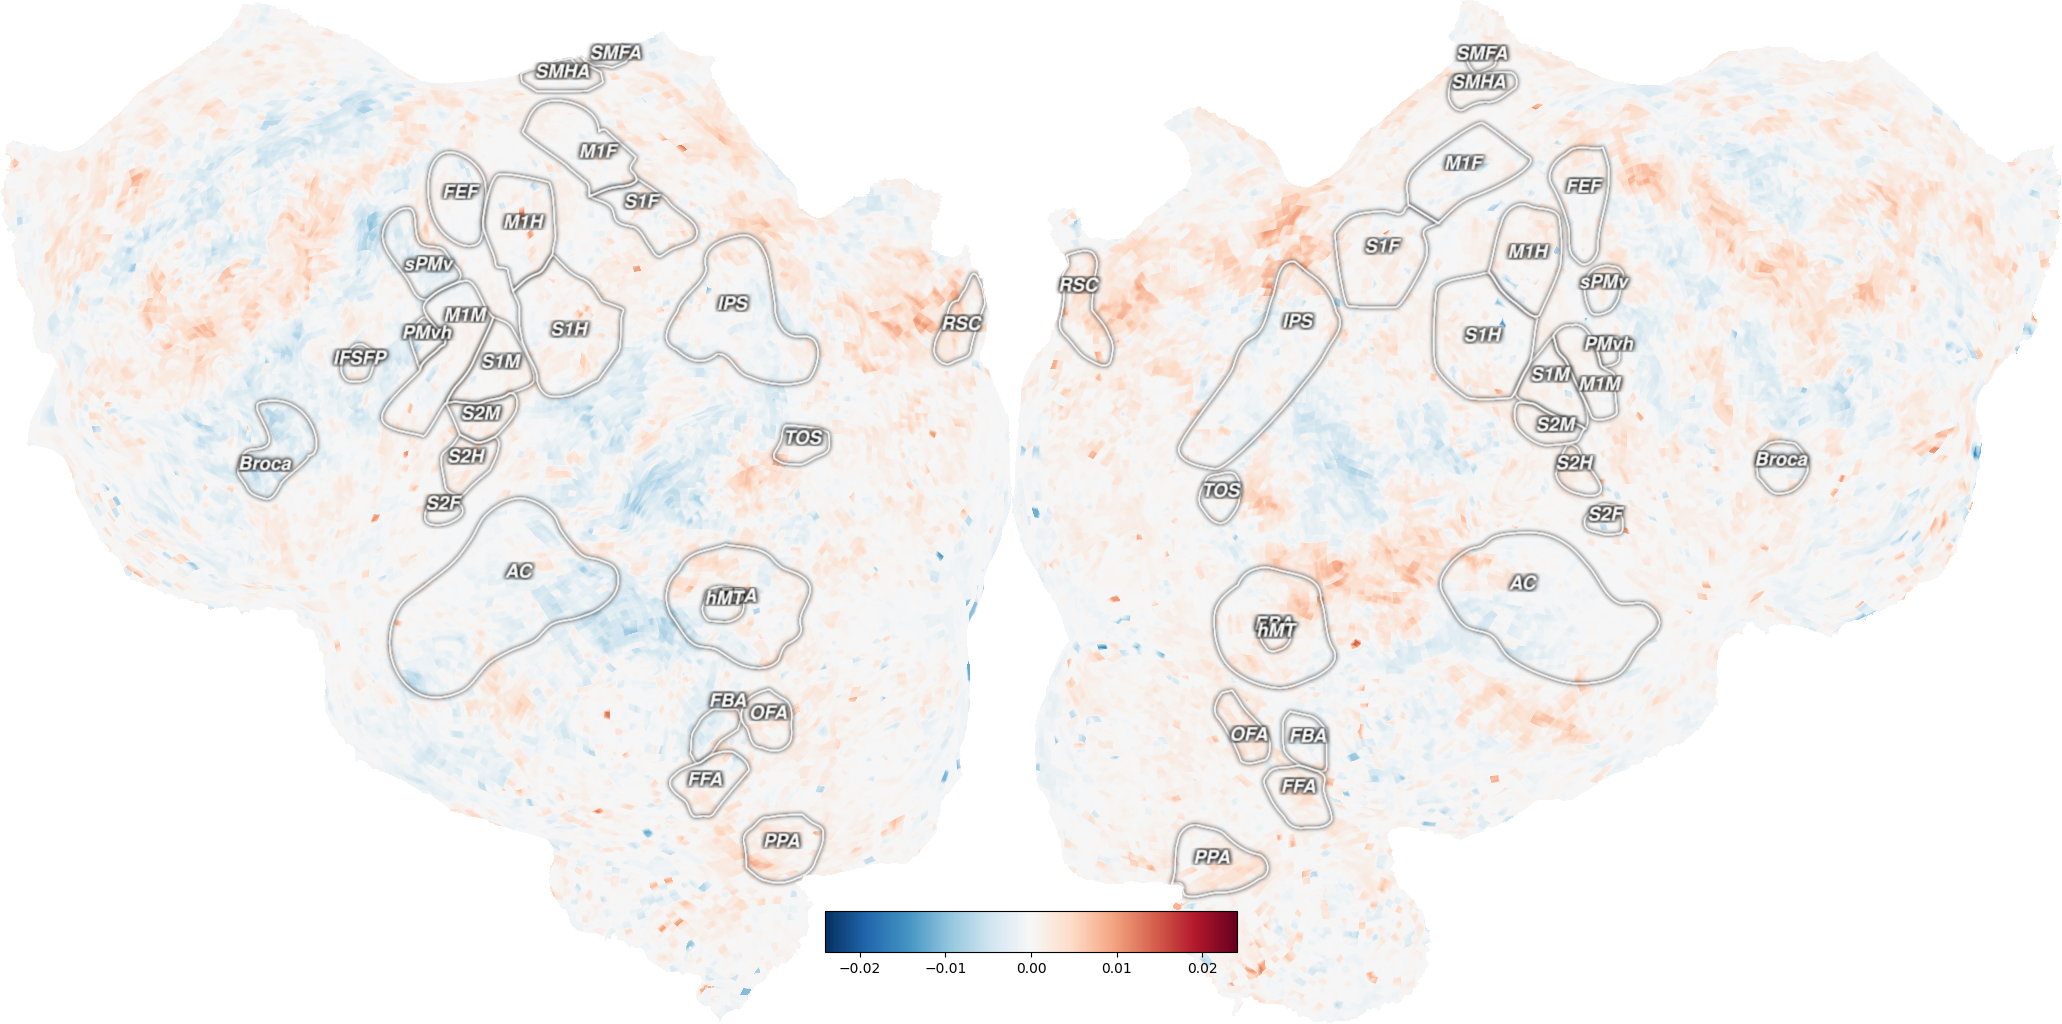 SMFA
SMHA
M1F
FEF
S1F
M1H
sPMv
IPS
M1M
PMvh
S1H
RSC
IFSFP
S1M
S2M
TOS
Broca
S2H
S2F
AC
hMT
FBA
OFA
FFA
PPA
SMFA
SMHA
M1F
FEF
S1F
M1H
RSC
sPMv
IPS
S1H
PMvh
S1M
M1M
S2M
Broca
S2H
TOS
S2F
AC
hMT
OFA
FBA
FFA
PPA
−0.02 −0.01 0.00 0.01 0.02